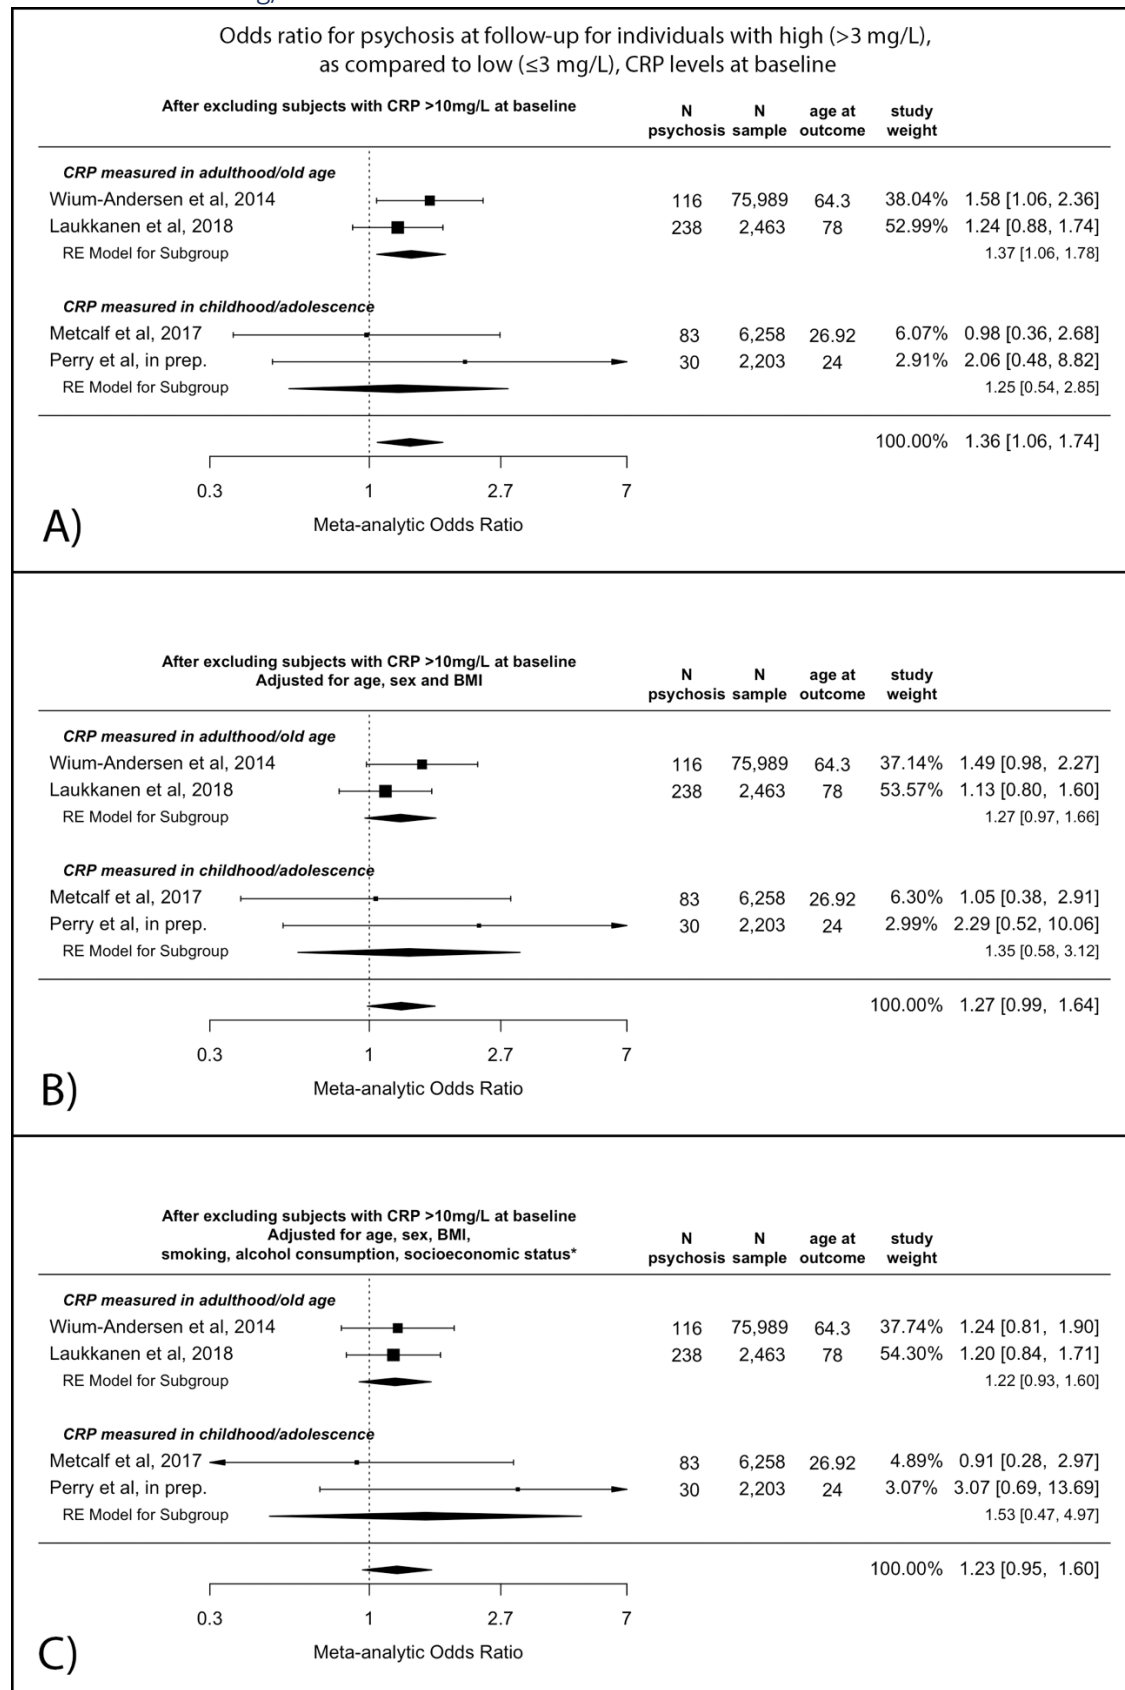 Odds ratio for psychosis at follow-up for individuals with high (>3 mg/L),
as compared to low (≤3 mg/L), CRP levels at baseline
After excluding subjects with CRP >10mg/L at baseline
N psychosis N sample age at outcome study weight
CRP measured in adulthood/old age
Wium-Andersen et al, 2014 116 75,989 64.3 38.04% 1.58 [1.06, 2.36]
Laukkanen et al, 2018 238 2,463 78 52.99% 1.24 [0.88, 1.74]
RE Model for Subgroup 1.37 [1.06, 1.78]
CRP measured in childhood/adolescence
Metcalf et al, 2017 83 6,258 26.92 6.07% 0.98 [0.36, 2.68]
Perry et al, in prep. 30 2,203 24 2.91% 2.06 [0.48, 8.82]
RE Model for Subgroup 1.25 [0.54, 2.85]
100.00% 1.36 [1.06, 1.74]
0.3 1 2.7 7
Meta-analytic Odds Ratio
A)
After excluding subjects with CRP >10mg/L at baseline
Adjusted for age, sex and BMI
N psychosis N sample age at outcome study weight
CRP measured in adulthood/old age
Wium-Andersen et al, 2014 116 75,989 64.3 37.14% 1.49 [0.98, 2.27]
Laukkanen et al, 2018 238 2,463 78 53.57% 1.13 [0.80, 1.60]
RE Model for Subgroup 1.27 [0.97, 1.66]
CRP measured in childhood/adolescence
Metcalf et al, 2017 83 6,258 26.92 6.30% 1.05 [0.38, 2.91]
Perry et al, in prep. 30 2,203 24 2.99% 2.29 [0.52, 10.06]
RE Model for Subgroup 1.35 [0.58, 3.12]
100.00% 1.27 [0.99, 1.64]
0.3 1 2.7 7
Meta-analytic Odds Ratio
B)
After excluding subjects with CRP >10mg/L at baseline
Adjusted for age, sex, BMI,
smoking, alcohol consumption, socioeconomic status*
N psychosis N sample age at outcome study weight
CRP measured in adulthood/old age
Wium-Andersen et al, 2014 116 75,989 64.3 37.74% 1.24 [0.81, 1.90]
Laukkanen et al, 2018 238 2,463 78 54.30% 1.20 [0.84, 1.71]
RE Model for Subgroup 1.22 [0.93, 1.60]
CRP measured in childhood/adolescence
Metcalf et al, 2017 83 6,258 26.92 4.89% 0.91 [0.28, 2.97]
Perry et al, in prep. 30 2,203 24 3.07% 3.07 [0.69, 13.69]
RE Model for Subgroup 1.53 [0.47, 4.97]
100.00% 1.23 [0.95, 1.60]
0.3 1 2.7 7
Meta-analytic Odds Ratio
C)